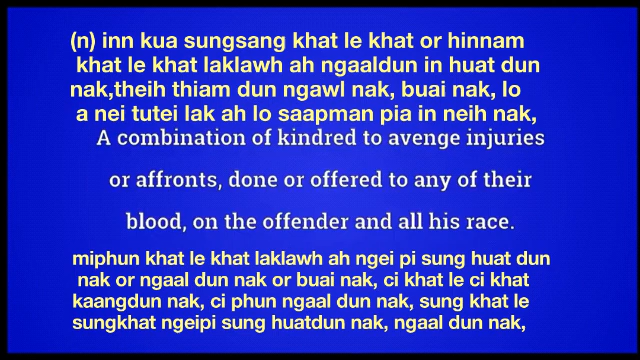 (n) inn kua sungsang khat le khat or hinnam
khat le khat laklawh ah ngaaldun in huat dun
nak,theih thiam dun ngawl nak, buai nak, lo
a nei tutei lak ah lo saapman pia in neih nak,
A combination of kindred to avenge injuries
or affronts, done or offered to any of their
blood, on the offender and all his race.
miphun khat le khat laklawh ah ngei pi sung huat dun
nak or ngaal dun nak or buai nak, ci khat le ci khat
kaangdun nak, ci phun ngaal dun nak, sung khat le
sungkhat ngeipi sung huatdun nak, ngaal dun nak,